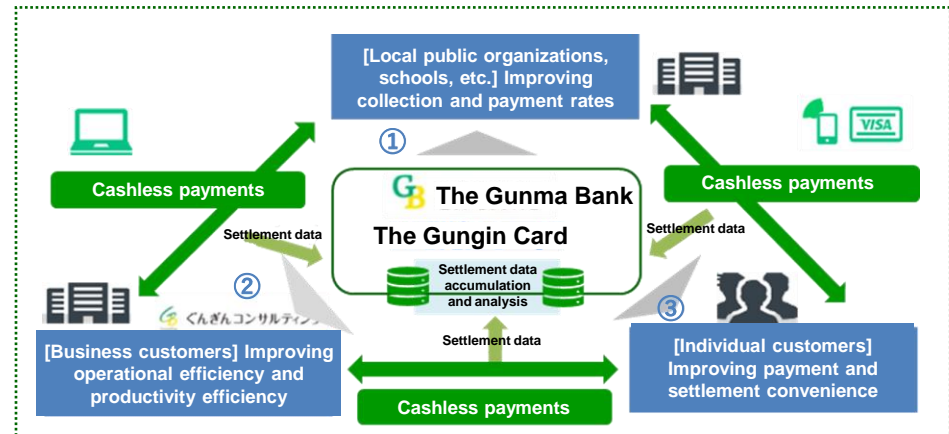 [Local public organizations,
schools, etc.] Improving
collection and payment rates
①
VISA
Cashless payments
Cashless payments
GB The Gunma Bank
The Gungin Card
Settlement data
Settlement data
Settlement data
accumulation
and analysis
②
③
GB ぐんぎんコンサルティング
Settlement data
[Business customers] Improving
operational efficiency and
productivity efficiency
[Individual customers]
Improving payment and
settlement convenience
Cashless payments